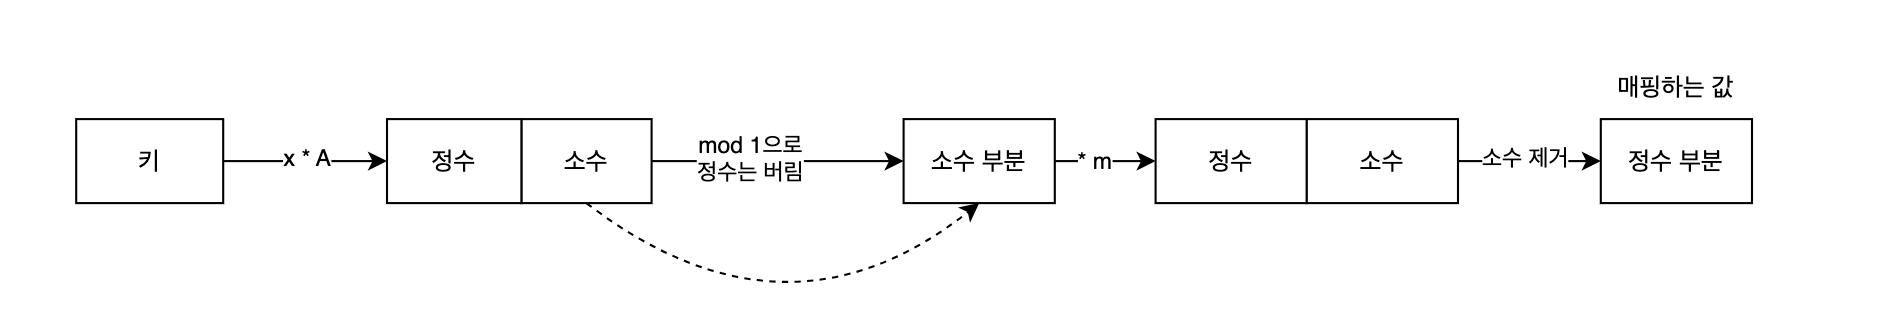 매핑하는 값
키
x * A
정수
소수
mod 1으로
정수는 버림
소수 부분
* m
정수
소수
소수 제거
정수 부분